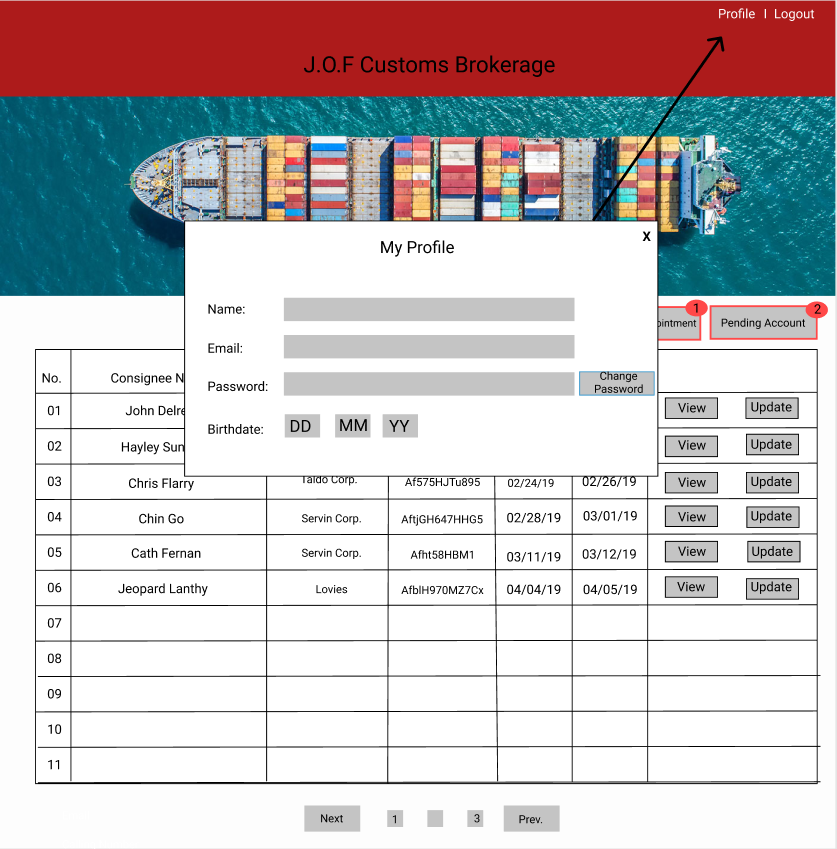 Profile | Logout
J.O.F Customs Brokerage
My Profile
X
Name:
Email:
Password:
Change Password
Birthdate:
DD MM YY
ointment 1
Pending Account 2
No. Consignee N
01 John Delre View Update
02 Hayley Sun View Update
03 Chris Flarry Taldo Corp. Af575HJTu895 02/24/19 02/26/19 View Update
04 Chin Go Servin Corp. AftjGH647HHG5 02/28/19 03/01/19 View Update
05 Cath Fernan Servin Corp. Afht58HBM1 03/11/19 03/12/19 View Update
06 Jeopard Lanthy Lovies AfblH970MZ7Cx 04/04/19 04/05/19 View Update
07
08
09
10
11
Next 1 3 Prev.